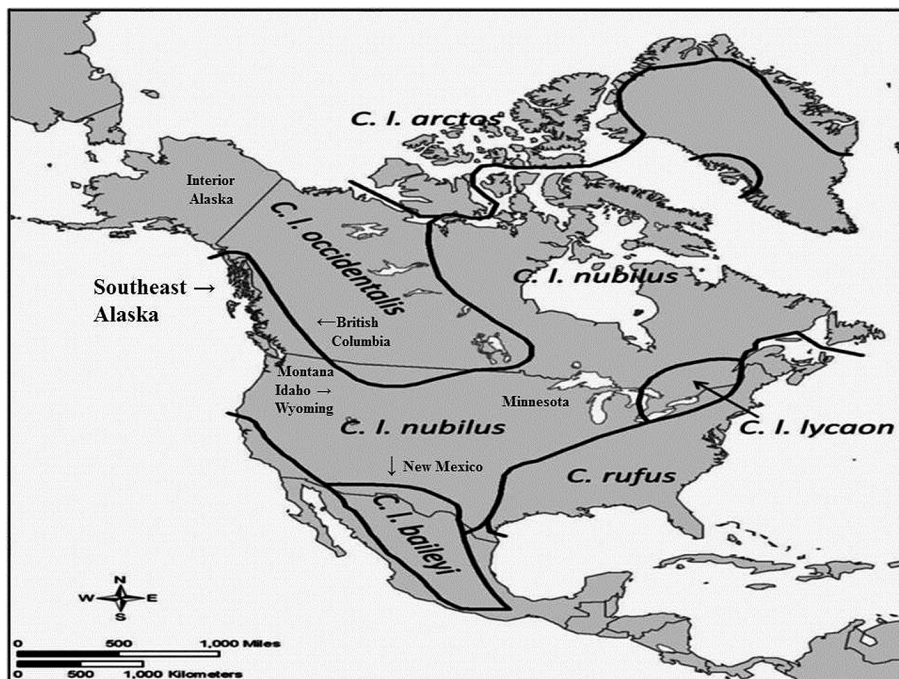 C. l. arctos
Interior
Alaska
C. l. occidentalis
C. l. nubilus
Southeast →
Alaska
←British
Columbia
Montana
Idaho →
Wyoming
Minnesota
C. l. nubilus
C. l. lycaon
↓ New Mexico
C. rufus
C. l. baileyi
N
W E
S
0 500 1,000 Miles
0 500 1,000 Kilometers